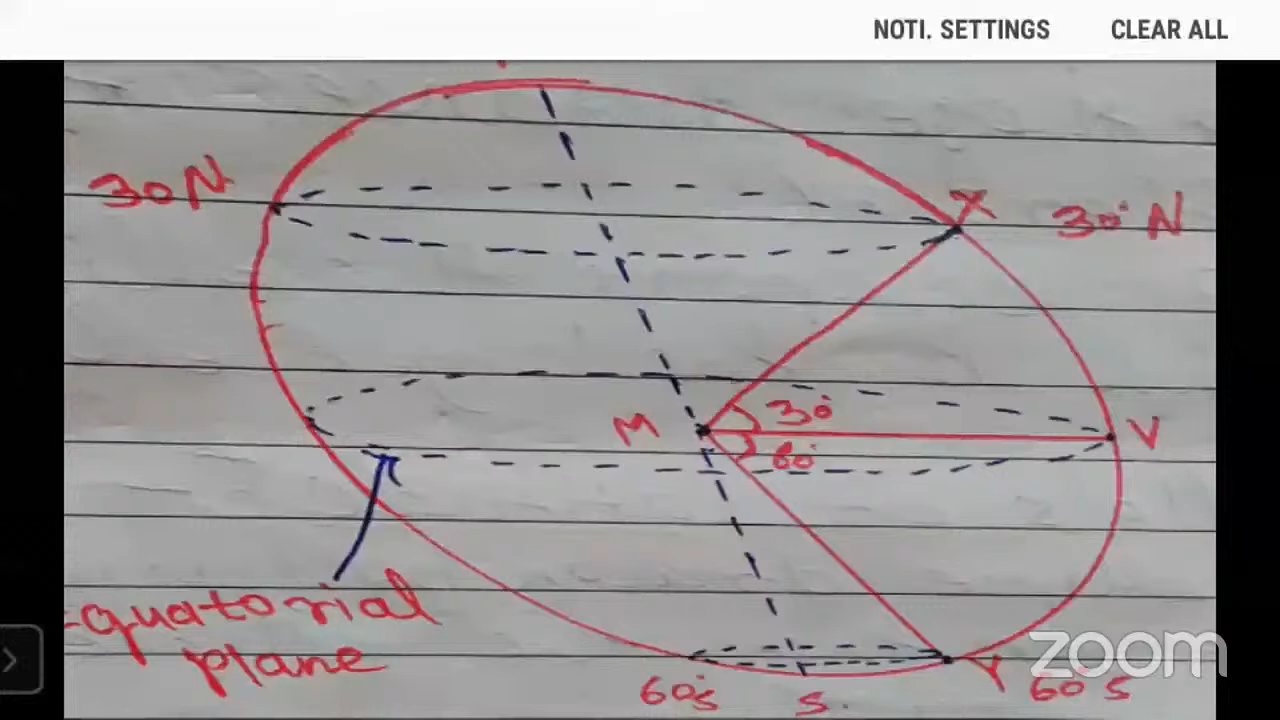 NOTI. SETTINGS CLEAR ALL
30N
X 30°N
M 30° V
60°
Equatorial
plane
60°S S. Y 60°S
zoom